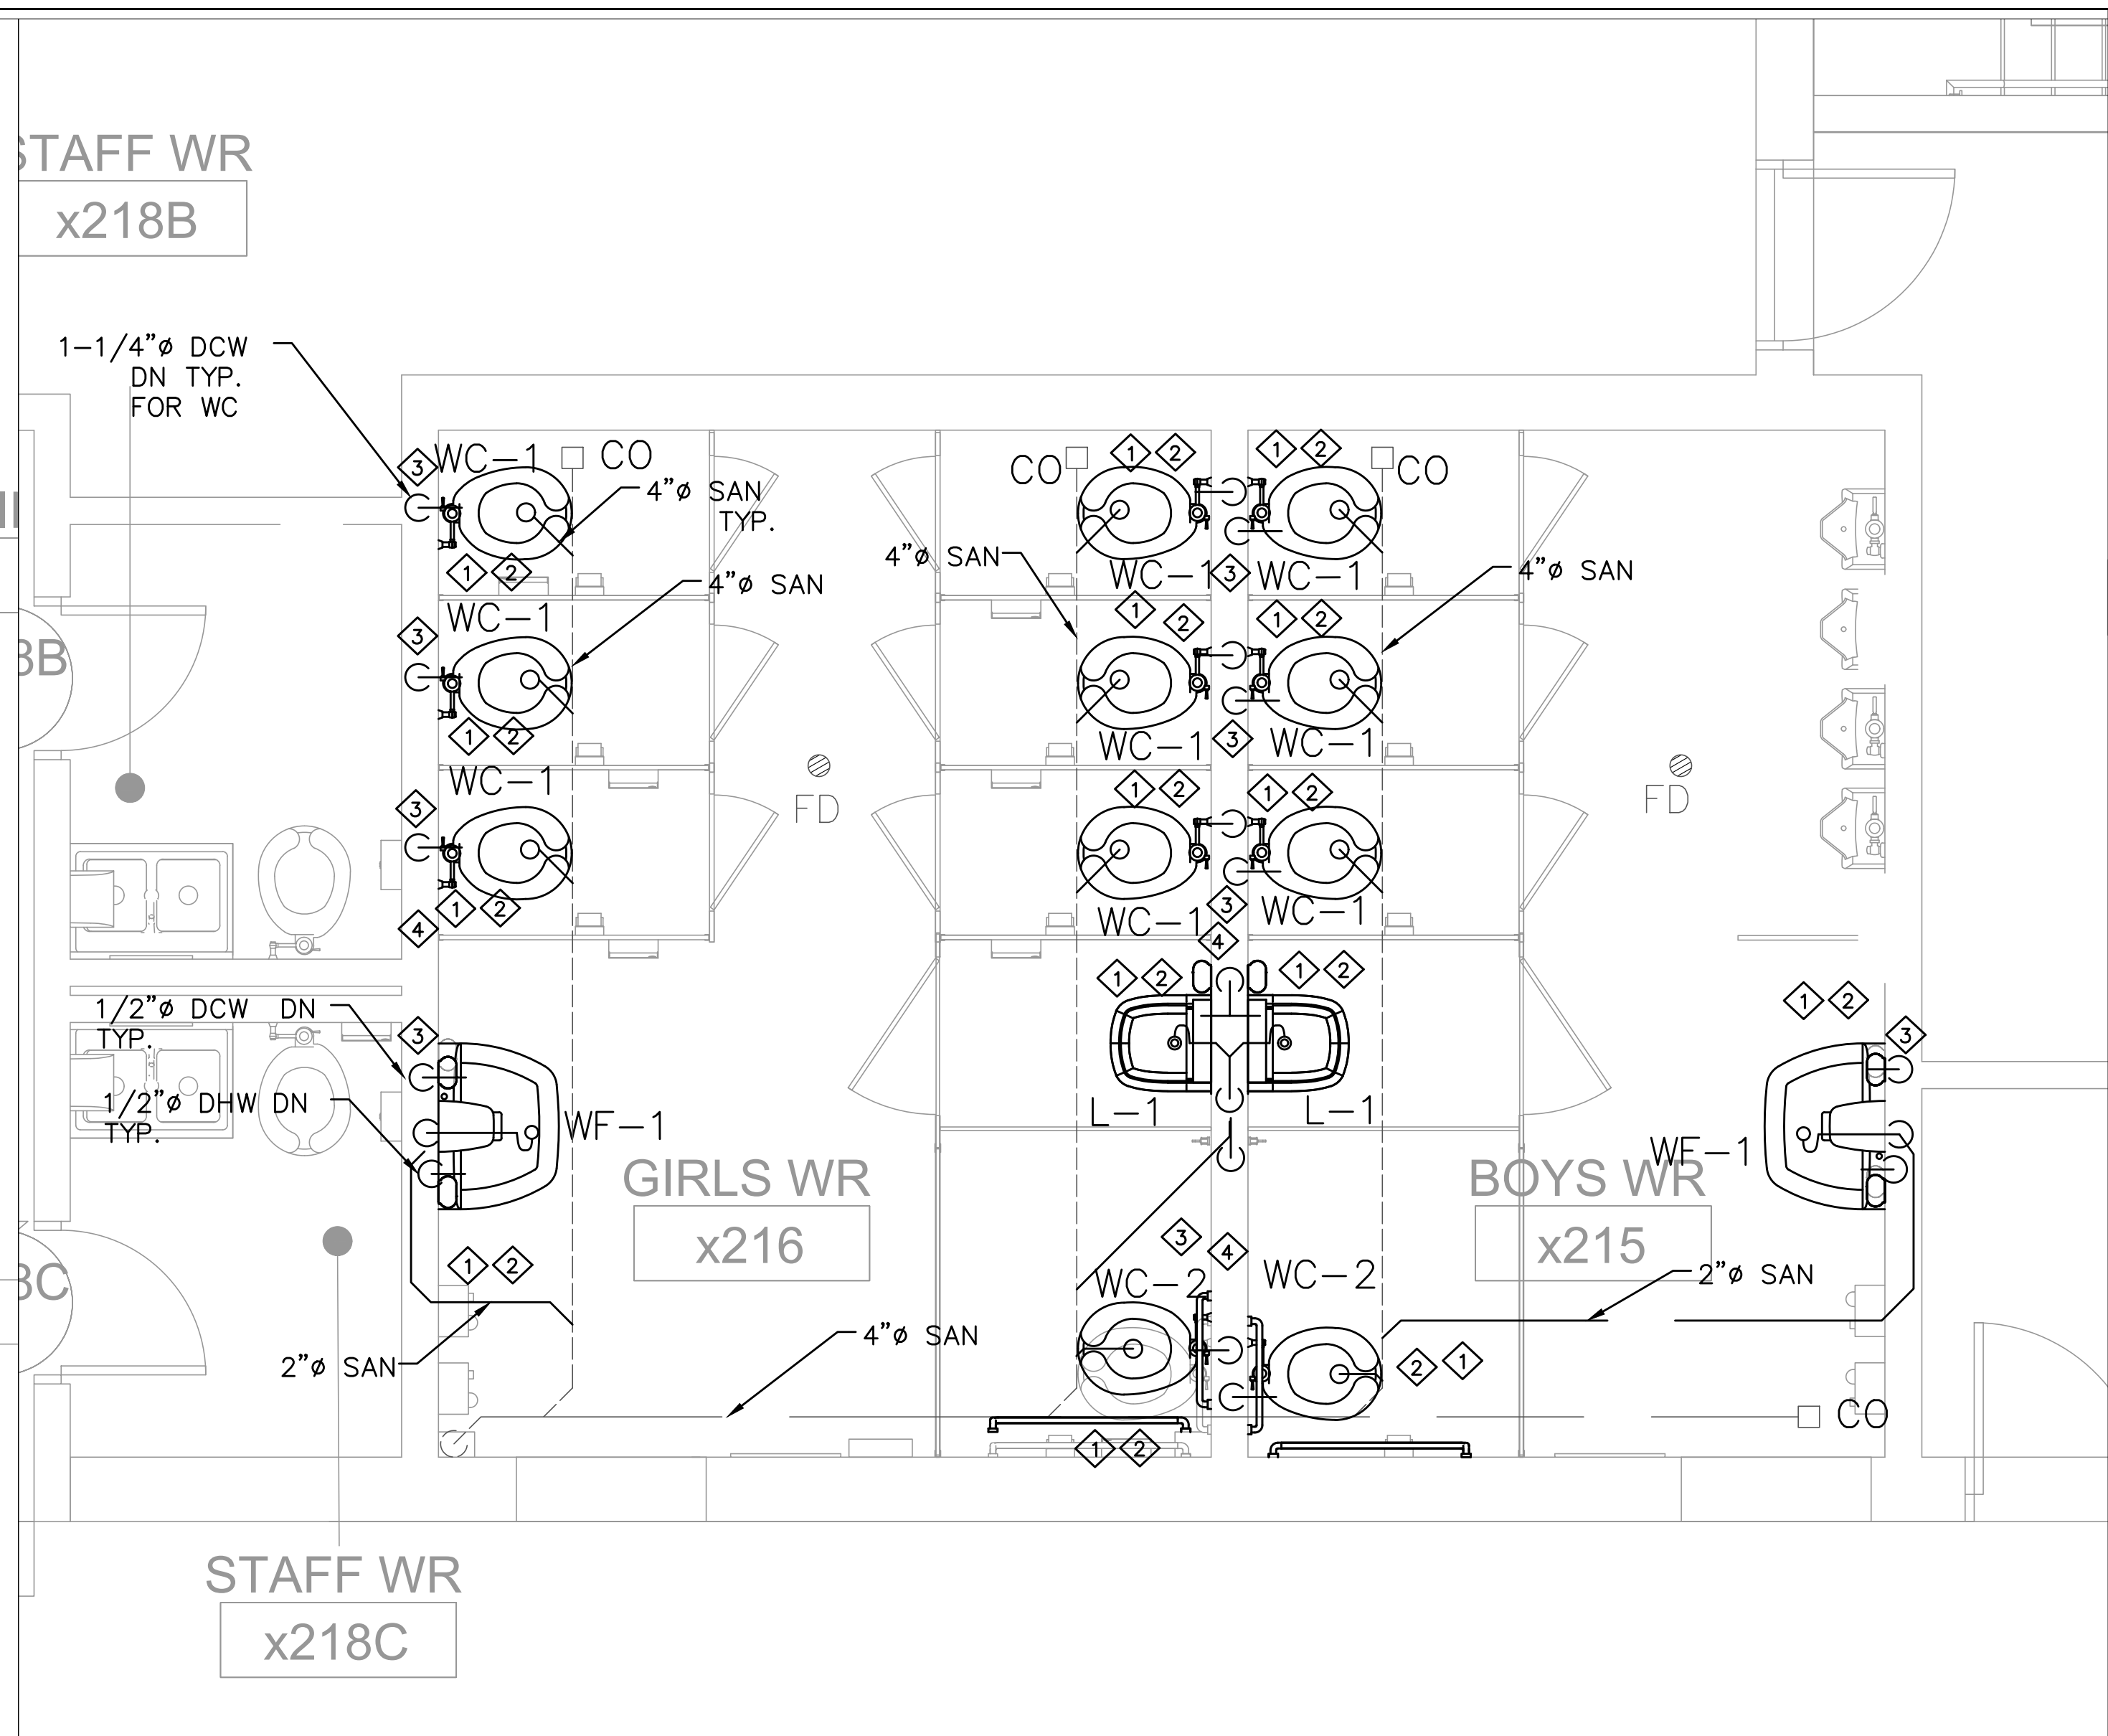 STAFF WR
x218B
1-1/4"ø DCW
DN TYP.
FOR WC
3
WC-1
CO
4"ø SAN
TYP.
1 2
CO
1 2
1 2
CO
WC-1
3
WC-1
4"ø SAN
4"ø SAN
4"ø SAN
3
WC-1
1 2
1 2
1 2
3B
WC-1
3
WC-1
FD
FD
3
WC-1
1 2
1 2
1 2
4
WC-1
3
WC-1
4
1 2
1 2
1/2"ø DCW DN
TYP.
3
1 2
3
1/2"ø DHW DN
TYP.
WF-1
L-1
L-1
WF-1
GIRLS WR
x216
BOYS WR
x215
3
4
1 2
WC-2
WC-2
2"ø SAN
3C
2"ø SAN
4"ø SAN
2 1
1 2
CO
STAFF WR
x218C